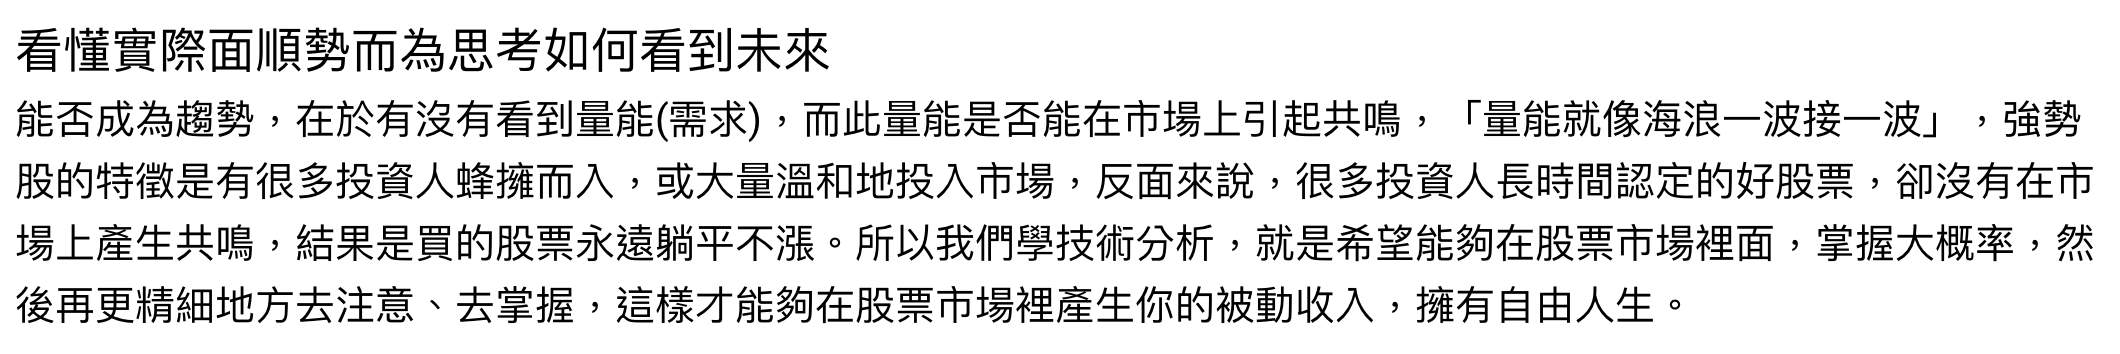 看懂實際面順勢而為思考如何看到未來
能否成為趨勢，在於有沒有看到量能(需求)，而此量能是否能在市場上引起共鳴，「量能就像海浪一波接一波」，強勢
股的特徵是有很多投資人蜂擁而入，或大量溫和地投入市場，反面來說，很多投資人長時間認定的好股票，卻沒有在市
場上產生共鳴，結果是買的股票永遠躺平不漲。所以我們學技術分析，就是希望能夠在股票市場裡面，掌握大概率，然
後再更精細地方去注意、去掌握，這樣才能夠在股票市場裡產生你的被動收入，擁有自由人生。